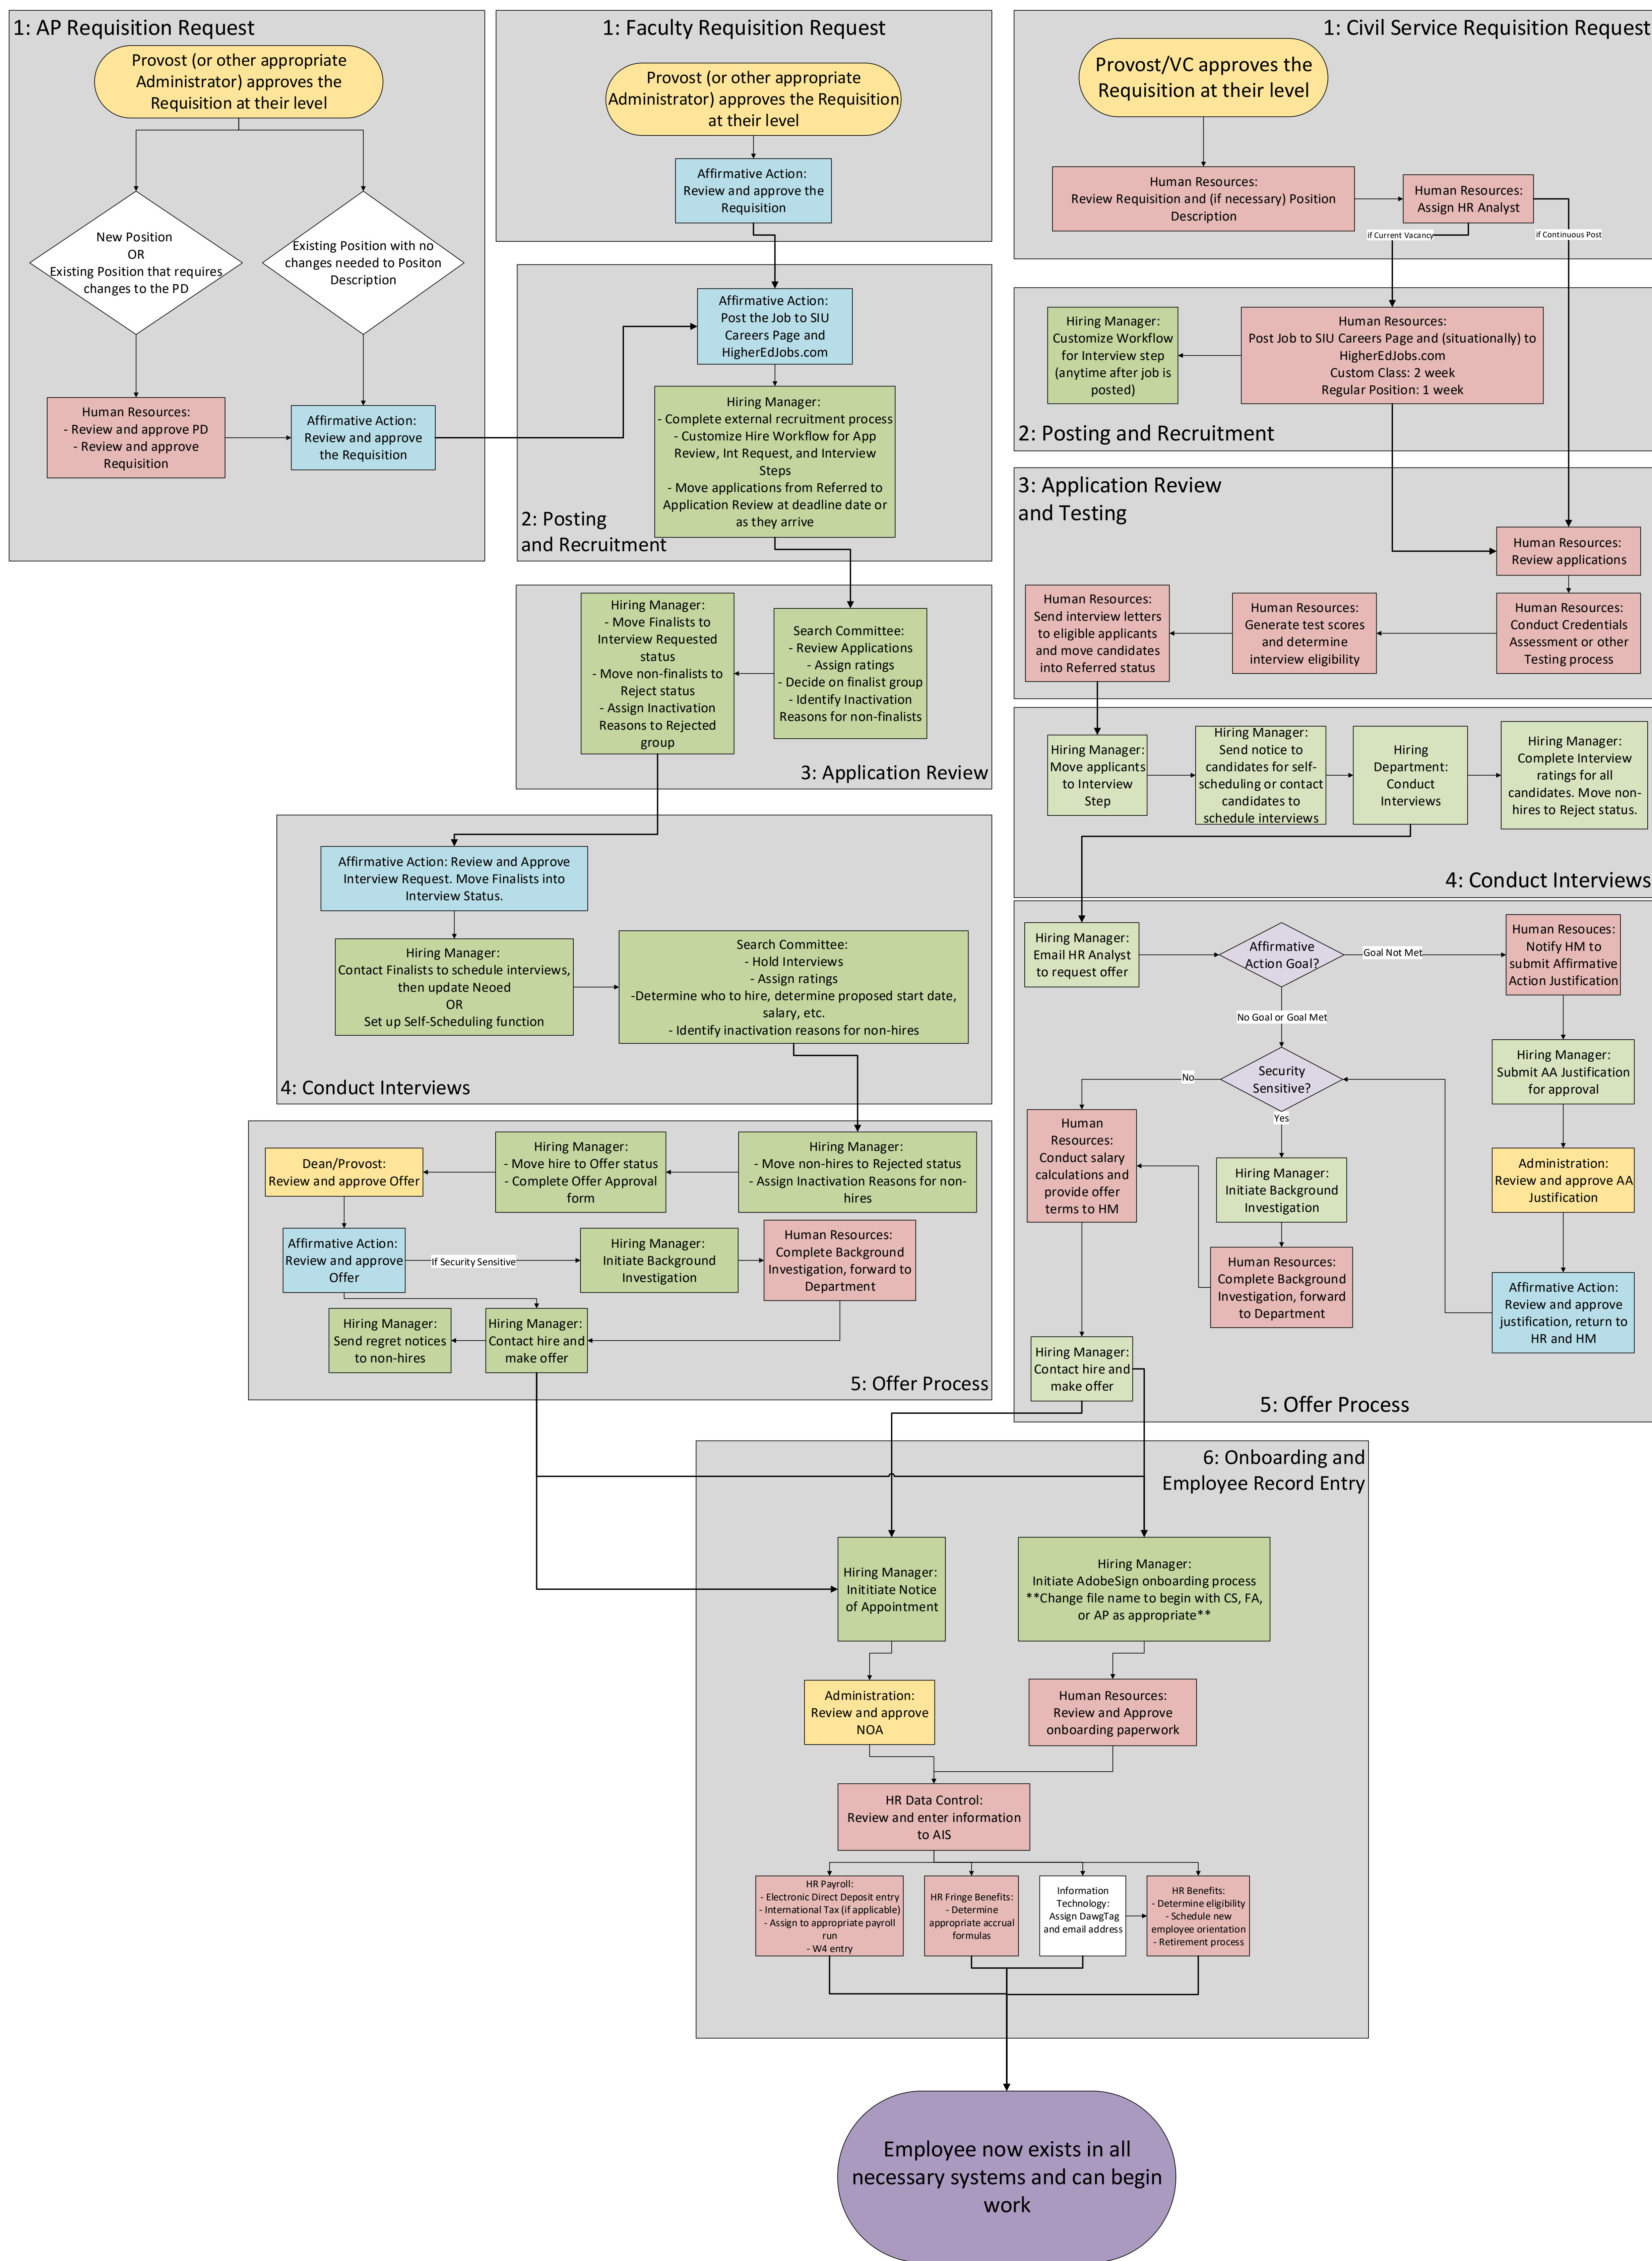 1: AP Requisition Request
Provost (or other appropriate
Administrator) approves the
Requisition at their level
New Position
OR
Existing Position that requires
changes to the PD
Existing Position with no
changes needed to Positon
Description
Human Resources:
- Review and approve PD
- Review and approve
Requisition
Affirmative Action:
Review and approve
the Requisition
1: Faculty Requisition Request
Provost (or other appropriate
Administrator) approves the Requisition
at their level
Affirmative Action:
Review and approve the
Requisition
Affirmative Action:
Post the Job to SIU
Careers Page and
HigherEdJobs.com
Hiring Manager:
- Complete external recruitment process
- Customize Hire Workflow for App
Review, Int Request, and Interview
Steps
- Move applications from Referred to
Application Review at deadline date or
as they arrive
2: Posting
and Recruitment
Hiring Manager:
- Move Finalists to
Interview Requested
status
- Move non-finalists to
Reject status
- Assign Inactivation
Reasons to Rejected
group
Search Committee:
- Review Applications
- Assign ratings
- Decide on finalist group
- Identify Inactivation
Reasons for non-finalists
3: Application Review
Affirmative Action: Review and Approve
Interview Request. Move Finalists into
Interview Status.
Hiring Manager:
Contact Finalists to schedule interviews,
then update Neoed
OR
Set up Self-Scheduling function
Search Committee:
- Hold Interviews
- Assign ratings
-Determine who to hire, determine proposed start date,
salary, etc.
- Identify inactivation reasons for non-hires
4: Conduct Interviews
Dean/Provost:
Review and approve Offer
Hiring Manager:
- Move hire to Offer status
- Complete Offer Approval
form
Hiring Manager:
- Move non-hires to Rejected status
- Assign Inactivation Reasons for non-
hires
Affirmative Action:
Review and approve
Offer
If Security Sensitive
Hiring Manager:
Initiate Background
Investigation
Human Resources:
Complete Background
Investigation, forward to
Department
Hiring Manager:
Send regret notices
to non-hires
Hiring Manager:
Contact hire and
make offer
5: Offer Process
1: Civil Service Requisition Request
Provost/VC approves the
Requisition at their level
Human Resources:
Review Requisition and (if necessary) Position
Description
Human Resources:
Assign HR Analyst
if Current Vacancy
if Continuous Post
Hiring Manager:
Customize Workflow
for Interview step
(anytime after job is
posted)
Human Resources:
Post Job to SIU Careers Page and (situationally) to
HigherEdJobs.com
Custom Class: 2 week
Regular Position: 1 week
2: Posting and Recruitment
3: Application Review
and Testing
Human Resources:
Review applications
Human Resources:
Send interview letters
to eligible applicants
and move candidates
into Referred status
Human Resources:
Generate test scores
and determine
interview eligibility
Human Resources:
Conduct Credentials
Assessment or other
Testing process
Hiring Manager:
Move applicants
to Interview
Step
Hiring Manager:
Send notice to
candidates for self-
scheduling or contact
candidates to
schedule interviews
Hiring
Department:
Conduct
Interviews
Hiring Manager:
Complete Interview
ratings for all
candidates. Move non-
hires to Reject status.
4: Conduct Interviews
Hiring Manager:
Email HR Analyst
to request offer
Affirmative
Action Goal?
Goal Not Met
Human Resouces:
Notify HM to
submit Affirmative
Action Justification
No Goal or Goal Met
Hiring Manager:
Submit AA Justification
for approval
Security
Sensitive?
No
Yes
Human
Resources:
Conduct salary
calculations and
provide offer
terms to HM
Hiring Manager:
Initiate Background
Investigation
Administration:
Review and approve AA
Justification
Human Resources:
Complete Background
Investigation, forward
to Department
Affirmative Action:
Review and approve
justification, return to
HR and HM
Hiring Manager:
Contact hire and
make offer
5: Offer Process
6: Onboarding and
Employee Record Entry
Hiring Manager:
Inititiate Notice
of Appointment
Hiring Manager:
Initiate AdobeSign onboarding process
**Change file name to begin with CS, FA,
or AP as appropriate**
Administration:
Review and approve
NOA
Human Resources:
Review and Approve
onboarding paperwork
HR Data Control:
Review and enter information
to AIS
HR Payroll:
- Electronic Direct Deposit entry
- International Tax (if applicable)
- Assign to appropriate payroll
run
- W4 entry
HR Fringe Benefits:
- Determine
appropriate accrual
formulas
Information
Technology:
Assign DawgTag
and email address
HR Benefits:
- Determine eligibility
- Schedule new
employee orientation
- Retirement process
Employee now exists in all
necessary systems and can begin
work